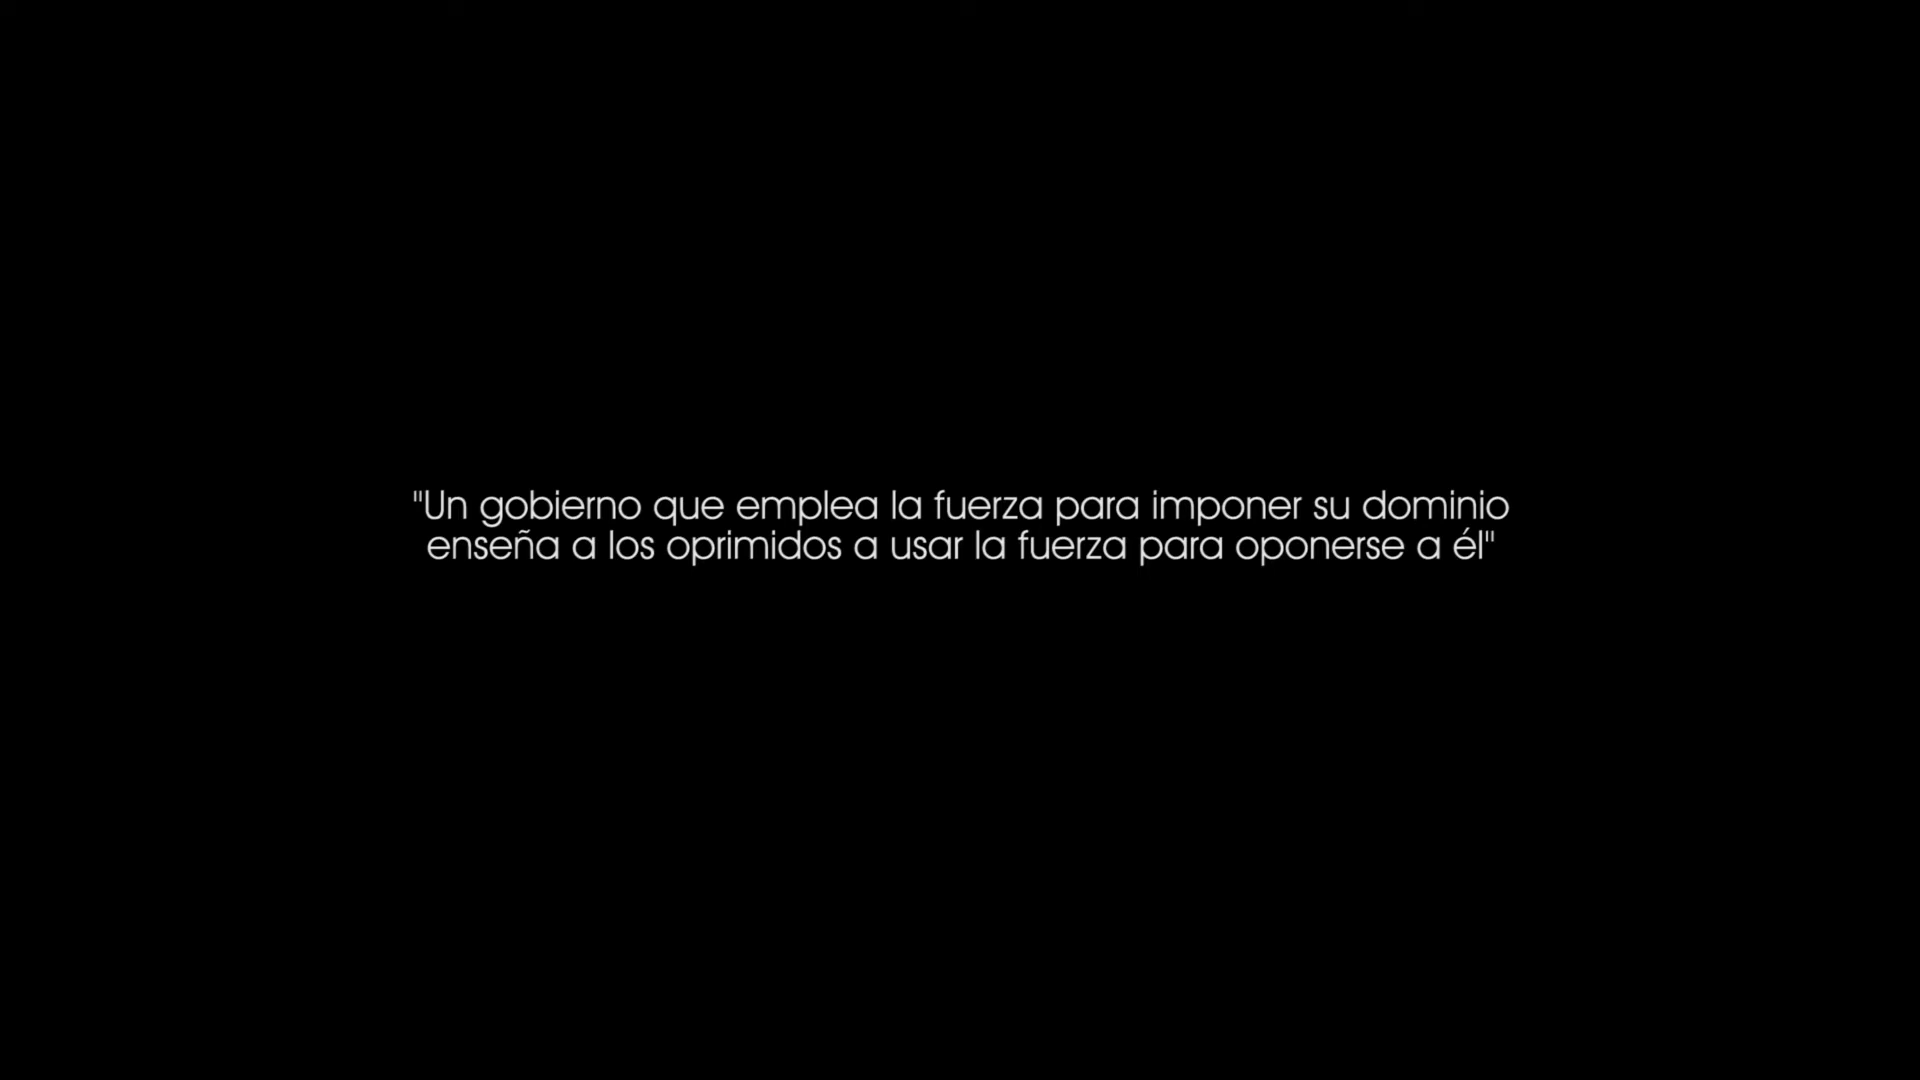 "Un gobierno que emplea la fuerza para imponer su dominio
enseña a los oprimidos a usar la fuerza para oponerse a él"